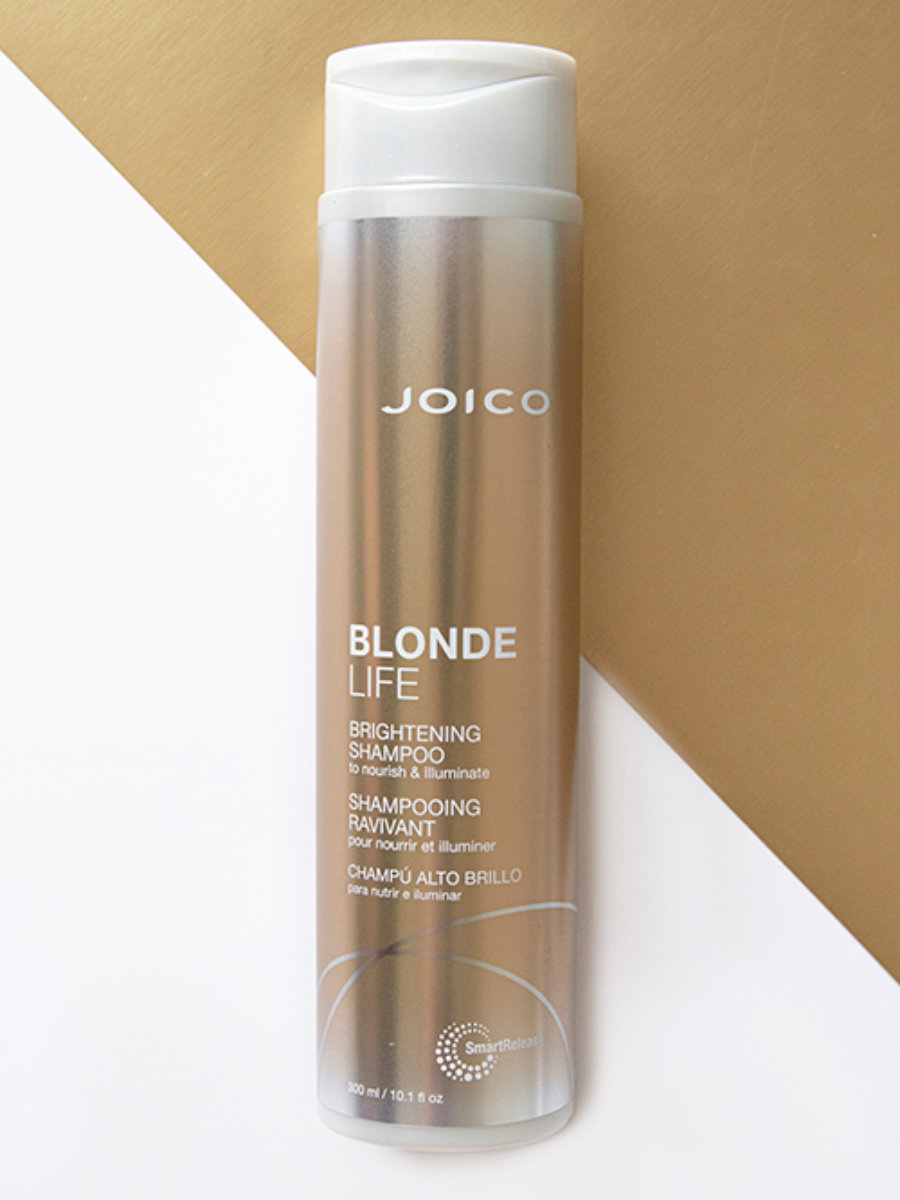 JOICO
BLONDE
LIFE
BRIGHTENING
SHAMPOO
to nourish & illuminate
SHAMPOOING
RAVIVANT
pour nourrir et illuminer
CHAMPÚ ALTO BRILLO
para nutrir e iluminar
SmartReleas
300 ml / 10.1 fl oz